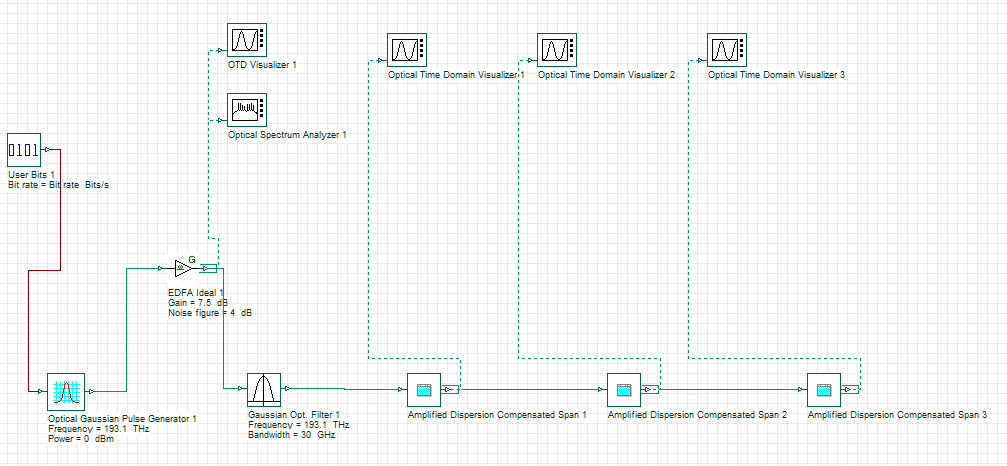 OTD Visualizer 1
Optical Time Domain Visualizer 1
Optical Time Domain Visualizer 2
Optical Time Domain Visualizer 3
Optical Spectrum Analyzer 1
0101
User Bits 1
Bit rate = Bit rate  Bits/s
G
EDFA Ideal 1
Gain = 7.5  dB
Noise figure = 4  dB
Optical Gaussian Pulse Generator 1
Frequency = 193.1  THz
Power = 0  dBm
Gaussian Opt. Filter 1
Frequency = 193.1  THz
Bandwidth = 30  GHz
Amplified Dispersion Compensated Span 1
Amplified Dispersion Compensated Span 2
Amplified Dispersion Compensated Span 3